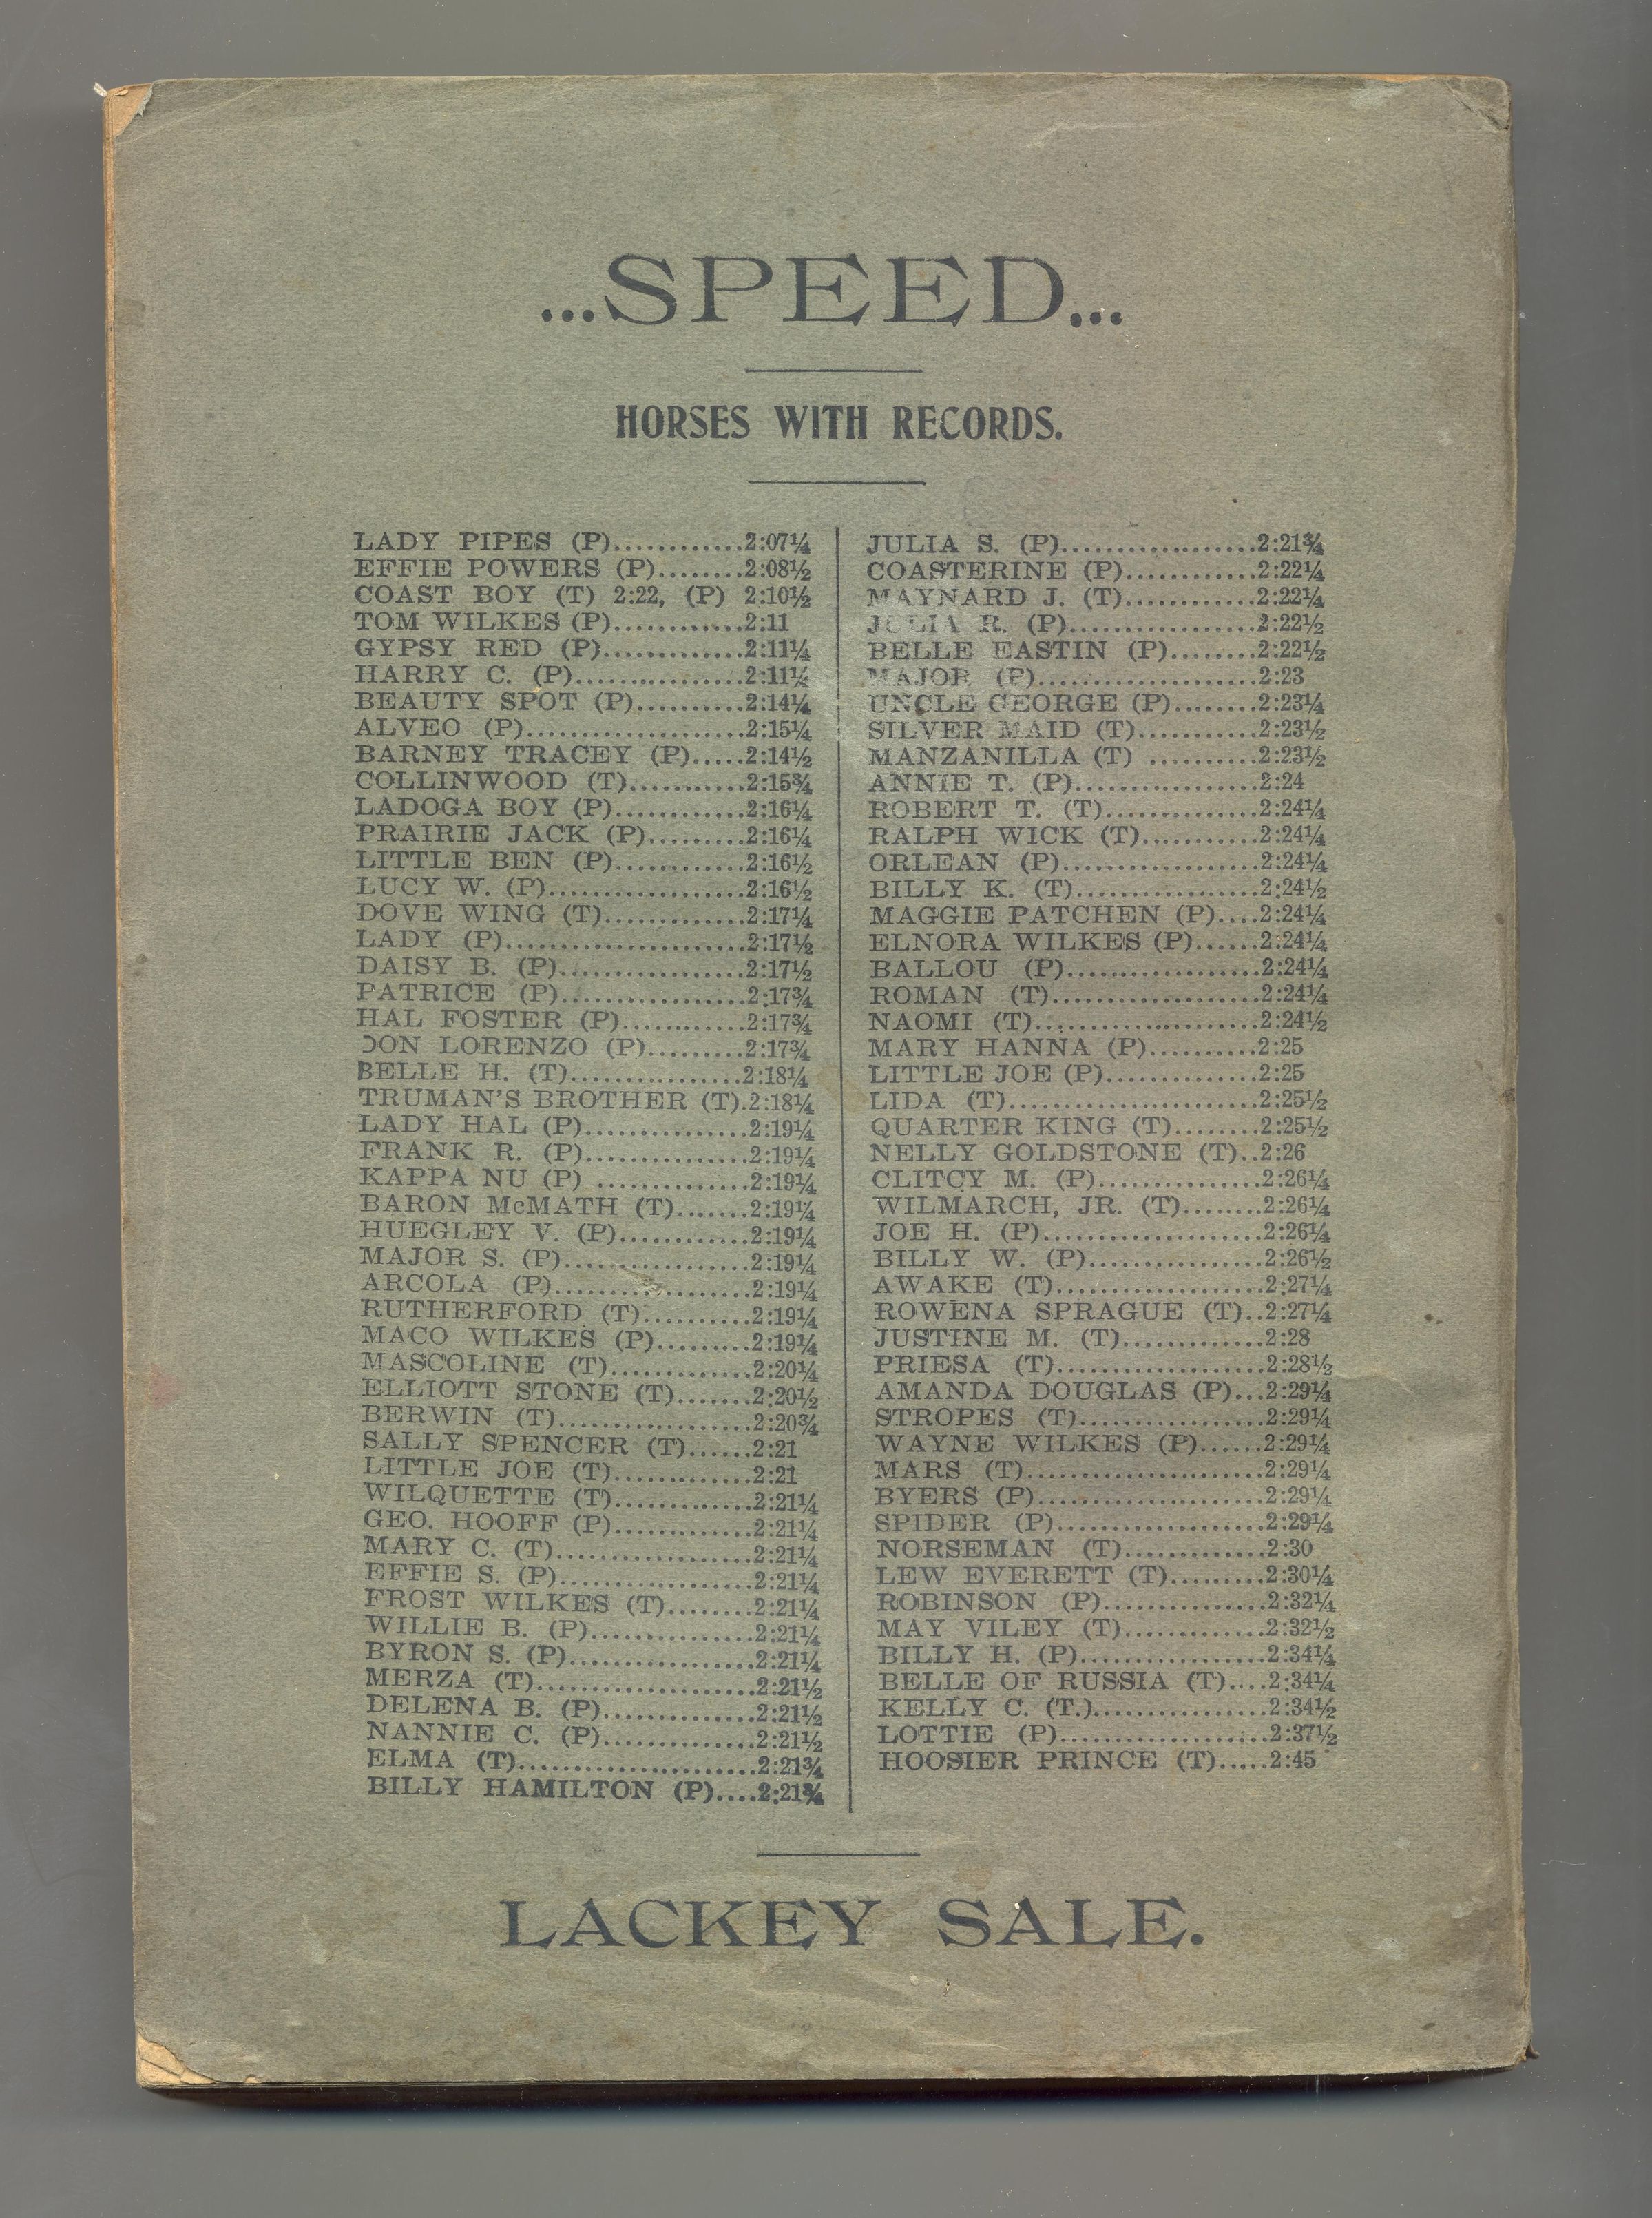 ...SPEED...
HORSES WITH RECORDS.
LADY PIPES (P)............2:07¼
EFFIE POWERS (P)........2:08½
COAST BOY (T) 2:22, (P) 2:10½
TOM WILKES (P)............2:11
GYPSY RED (P).............2:11¼
HARRY C. (P)................2:11¼
BEAUTY SPOT (P)..........2:14¼
ALVEO (P).....................2:15¼
BARNEY TRACEY (P).....2:14½
COLLINWOOD (T)...........2:15¾
LADOGA BOY (P)............2:16¼
PRAIRIE JACK (P).........2:16¼
LITTLE BEN (P)............2:16½
LUCY W. (P)...................2:16½
DOVE WING (T).............2:17¼
LADY (P).......................2:17½
DAISY B. (P)..................2:17½
PATRICE (P)..................2:17¾
HAL FOSTER (P)............2:17¾
DON LORENZO (P).........2:17¾
BELLE H. (T)................2:18¼
TRUMAN'S BROTHER (T).2:18¼
LADY HAL (P)................2:19¼
FRANK R. (P)................2:19¼
KAPPA NU (P) ...............2:19¼
BARON McMATH (T).......2:19¼
HUEGLEY V. (P)............2:19¼
MAJOR S. (P)..................2:19¼
ARCOLA (P)...................2:19¼
RUTHERFORD (T)..........2:19¼
MACO WILKES (P).........2:19¼
MASCOLINE (T).............2:20¼
ELLIOTT STONE (T).......2:20½
BERWIN (T)...................2:20¾
SALLY SPENCER (T)......2:21
LITTLE JOE (T).............2:21
WILQUETTE (T).............2:21¼
GEO. HOOFF (P).............2:21¼
MARY C. (T)...................2:21¼
EFFIE S. (P)...................2:21¼
FROST WILKES (T)........2:21¼
WILLIE B. (P)................2:21¼
BYRON S. (P)..................2:21¼
MERZA (T).....................2:21½
DELENA B. (P)...............2:21½
NANNIE C. (P)...............2:21½
ELMA (T).......................2:21¾
BILLY HAMILTON (P)....2:21¾
JULIA S. (P)...................2:21¾
COASTERINE (P)............2:22¼
MAYNARD J. (T)............2:22¼
JULIA R. (P)..................2:22½
BELLE EASTIN (P)........2:22½
MAJOR (P).....................2:23
UNCLE GEORGE (P)........2:23¼
SILVER MAID (T)...........2:23½
MANZANILLA (T) ..........2:23½
ANNIE T. (P)..................2:24
ROBERT T. (T)...............2:24¼
RALPH WICK (T)...........2:24¼
ORLEAN (P)...................2:24¼
BILLY K. (T)..................2:24½
MAGGIE PATCHEN (P)....2:24¼
ELNORA WILKES (P)......2:24¼
BALLOU (P)...................2:24¼
ROMAN (T)....................2:24¼
NAOMI (T)......................2:24½
MARY HANNA (P)..........2:25
LITTLE JOE (P)..............2:25
LIDA (T)........................2:25½
QUARTER KING (T)........2:25½
NELLY GOLDSTONE (T)..2:26
CLITCY M. (P)................2:26¼
WILMARCH, JR. (T)........2:26¼
JOE H. (P).....................2:26¼
BILLY W. (P).................2:26½
AWAKE (T)....................2:27¼
ROWENA SPRAGUE (T)..2:27¼
JUSTINE M. (T)..............2:28
PRIESA (T)....................2:28½
AMANDA DOUGLAS (P)...2:29¼
STROPES (T)..................2:29¼
WAYNE WILKES (P)......2:29¼
MARS (T).......................2:29¼
BYERS (P)......................2:29¼
SPIDER (P)....................2:29¼
NORSEMAN (T)..............2:30
LEW EVERETT (T).........2:30¼
ROBINSON (P)................2:32¼
MAY VILEY (T)..............2:32½
BILLY H. (P)..................2:34¼
BELLE OF RUSSIA (T)....2:34¼
KELLY C. (T.).................2:34½
LOTTIE (P)....................2:37½
HOOSIER PRINCE (T).....2:45
LACKEY SALE.